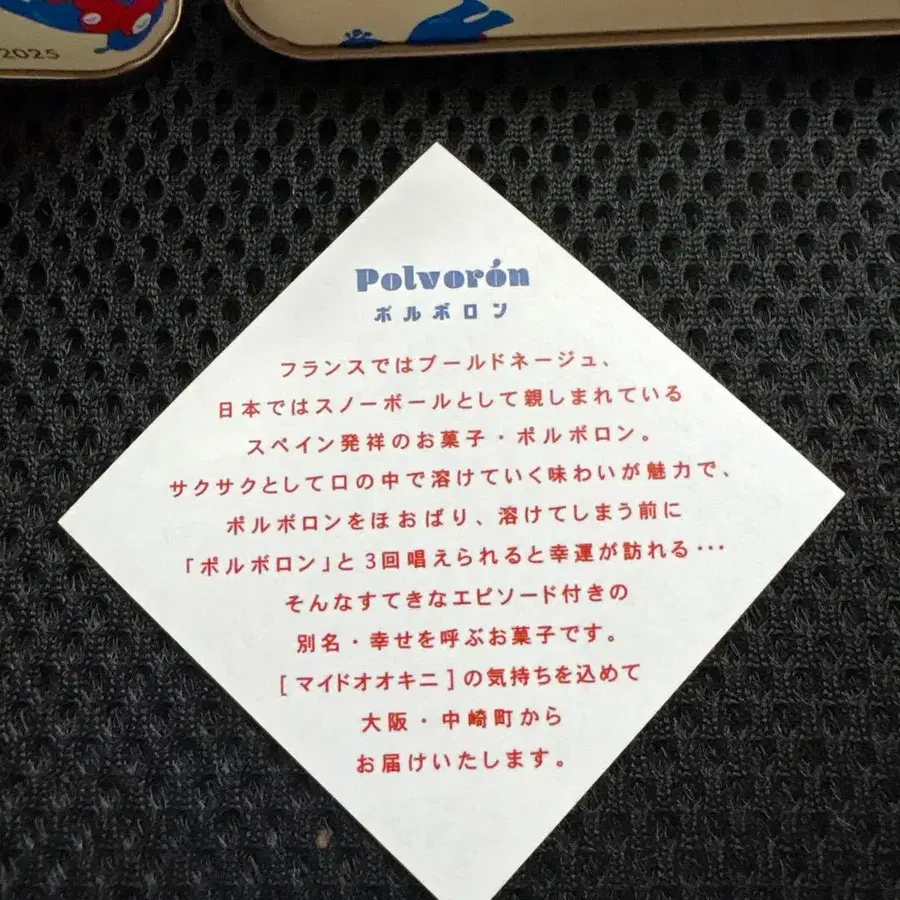 2025
Polvorón
ポルボロン
フランスではブールドネージュ、
日本ではスノーボールとして親しまれている
スペイン発祥のお菓子・ポルボロン。
サクサクとして口の中で溶けていく味わいが魅力で、
ポルボロンをほおばり、溶けてしまう前に
「ポルボロン」と3回唱えられると幸運が訪れる・・・
そんなすてきなエピソード付きの
別名・幸せを呼ぶお菓子です。
[マイドオオキニ]の気持ちを込めて
大阪・中崎町から
お届けいたします。